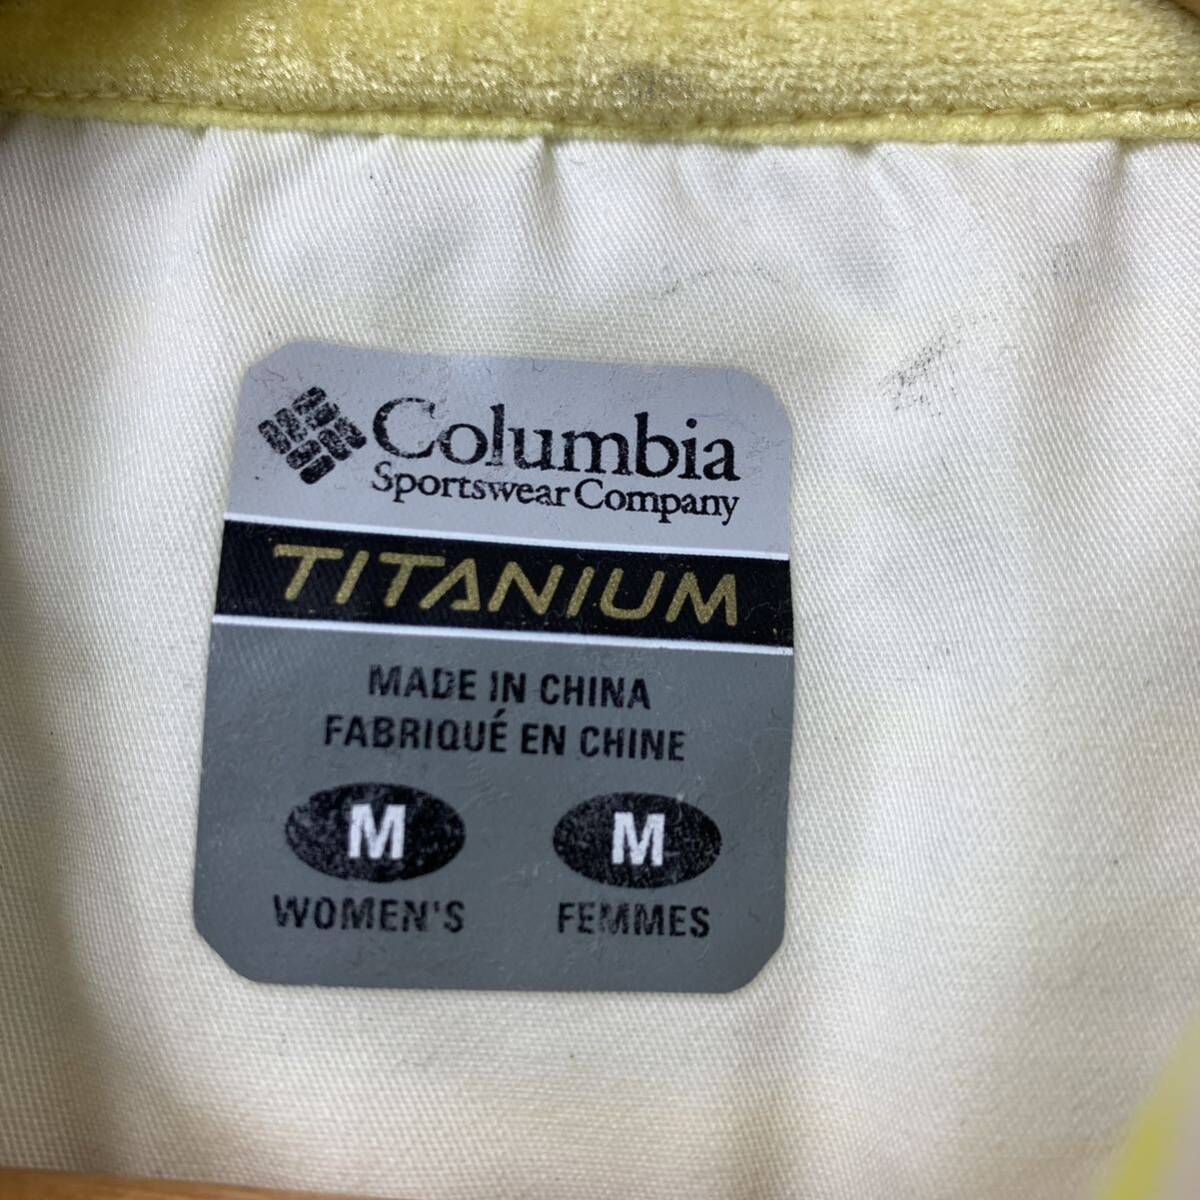 Columbia
Sportswear Company
TITANIUM
MADE IN CHINA
FABRIQUÉ EN CHINE
M M
WOMEN'S FEMMES